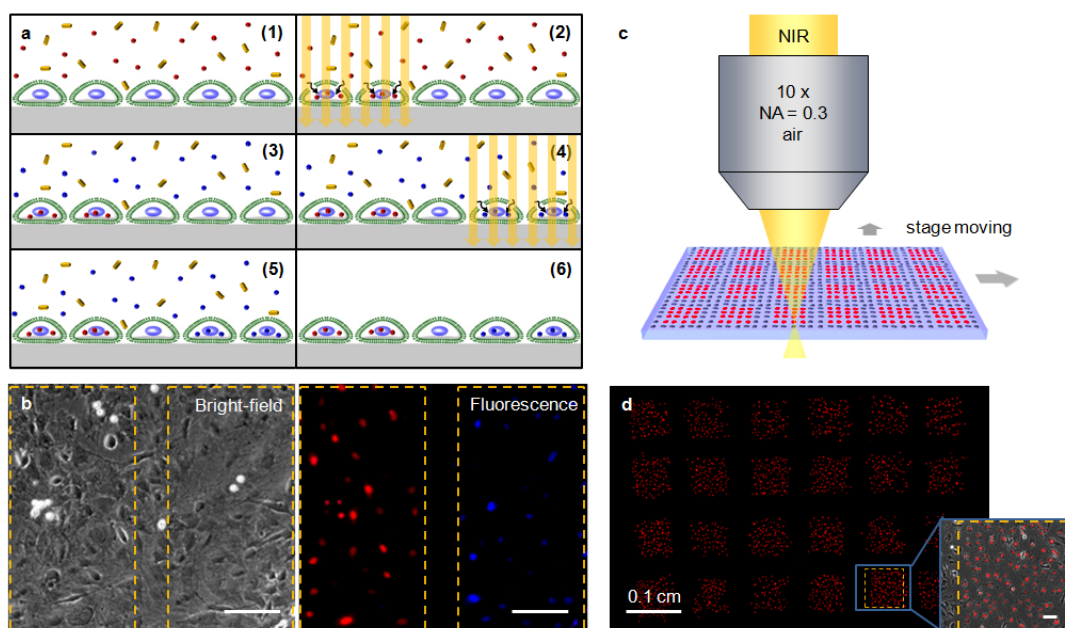 a
(1)
(2)
(3)
(4)
(5)
(6)
b
Bright-field
Fluorescence
c
NIR
10 x
NA = 0.3
air
stage moving
d
0.1 cm